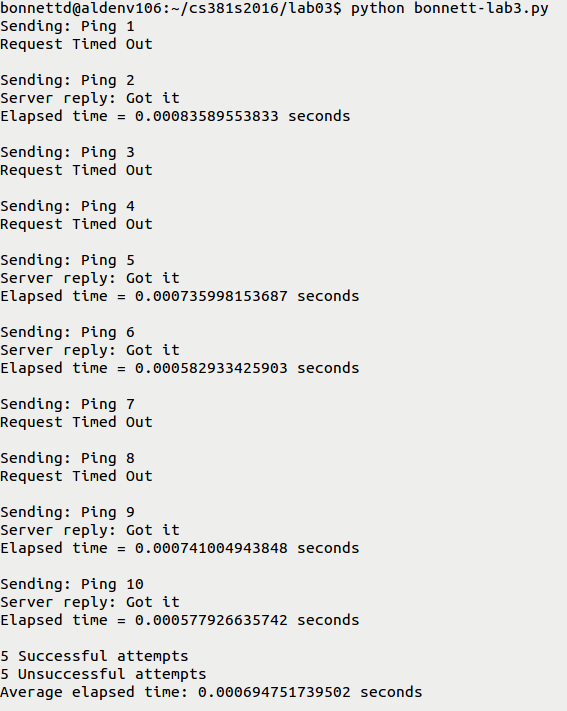 bonnettd@aldenv106:~/cs381s2016/lab03$ python bonnett-lab3.py
Sending: Ping 1
Request Timed Out
Sending: Ping 2
Server reply: Got it
Elapsed time = 0.00083589553833 seconds
Sending: Ping 3
Request Timed Out
Sending: Ping 4
Request Timed Out
Sending: Ping 5
Server reply: Got it
Elapsed time = 0.000735998153687 seconds
Sending: Ping 6
Server reply: Got it
Elapsed time = 0.000582933425903 seconds
Sending: Ping 7
Request Timed Out
Sending: Ping 8
Request Timed Out
Sending: Ping 9
Server reply: Got it
Elapsed time = 0.000741004943848 seconds
Sending: Ping 10
Server reply: Got it
Elapsed time = 0.000577926635742 seconds
5 Successful attempts
5 Unsuccessful attempts
Average elapsed time: 0.000694751739502 seconds